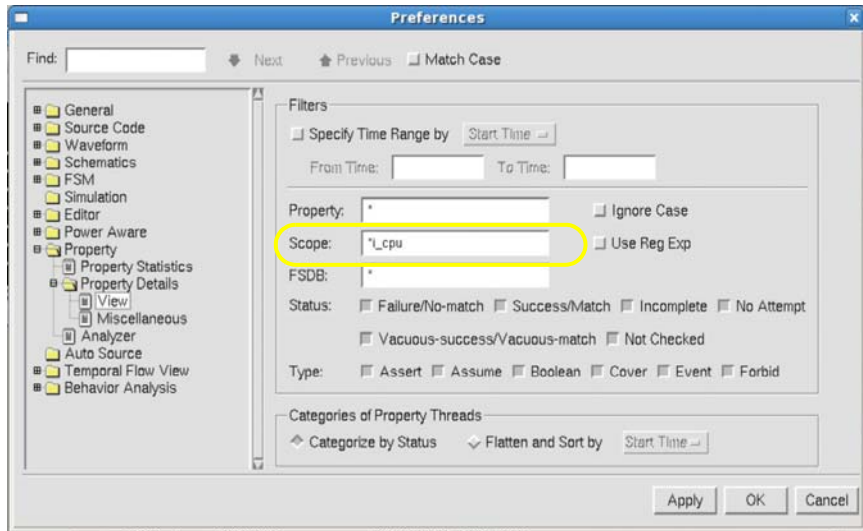 Preferences
Find: Next Previous Match Case
General
Source Code
Waveform
Schematics
FSM
Simulation
Editor
Power Aware
Property
Property Statistics
Property Details
View
Miscellaneous
Analyzer
Auto Source
Temporal Flow View
Behavior Analysis
Filters
Specify Time Range by Start Time
From Time: To Time:
Property: * Ignore Case
Scope: *i_cpu Use Reg Exp
FSDB: *
Status: Failure/No-match Success/Match Incomplete No Attempt
Vacuous-success/Vacuous-match Not Checked
Type: Assert Assume Boolean Cover Event Forbid
Categories of Property Threads
Categorize by Status Flatten and Sort by Start Time
Apply OK Cancel